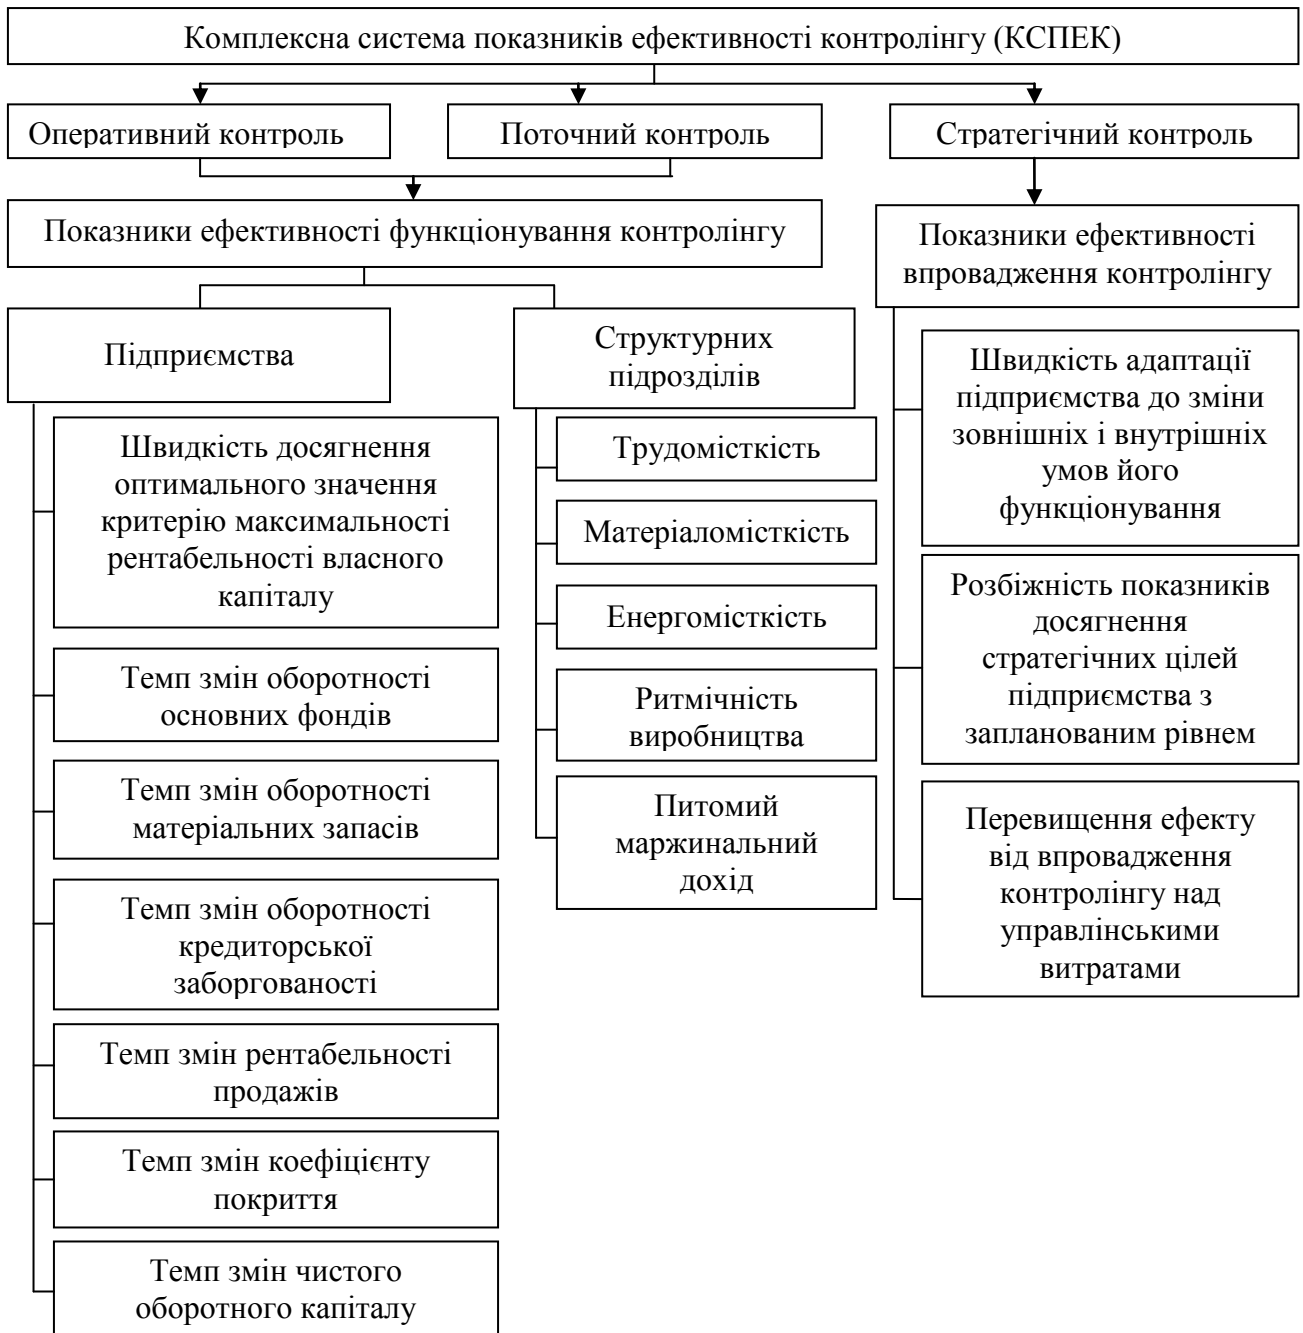 Комплексна система показників ефективності контролінгу (КСПЕК)
Оперативний контроль
Поточний контроль
Стратегічний контроль
Показники ефективності функціонування контролінгу
Показники ефективності
впровадження контролінгу
Підприємства
Швидкість досягнення
оптимального значення
критерію максимальності
рентабельності власного
капіталу
Темп змін оборотності
основних фондів
Темп змін оборотності
матеріальних запасів
Темп змін оборотності
кредиторської
заборгованості
Темп змін рентабельності
продажів
Темп змін коефіцієнту
покриття
Темп змін чистого
оборотного капіталу
Структурних
підрозділів
Трудомісткість
Матеріаломісткість
Енергомісткість
Ритмічність
виробництва
Питомий
маржинальний
дохід
Швидкість адаптації
підприємства до зміни
зовнішніх і внутрішніх
умов його
функціонування
Розбіжність показників
досягнення
стратегічних цілей
підприємства з
запланованим рівнем
Перевищення ефекту
від впровадження
контролінгу над
управлінськими
витратами